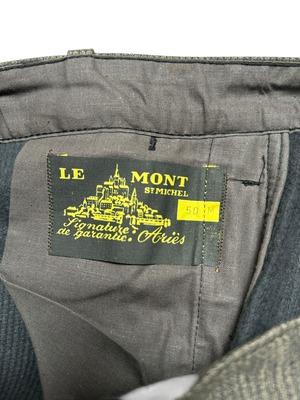 LE MONT
ST MICHEL
50 M
Signature
de garantie. Ariès